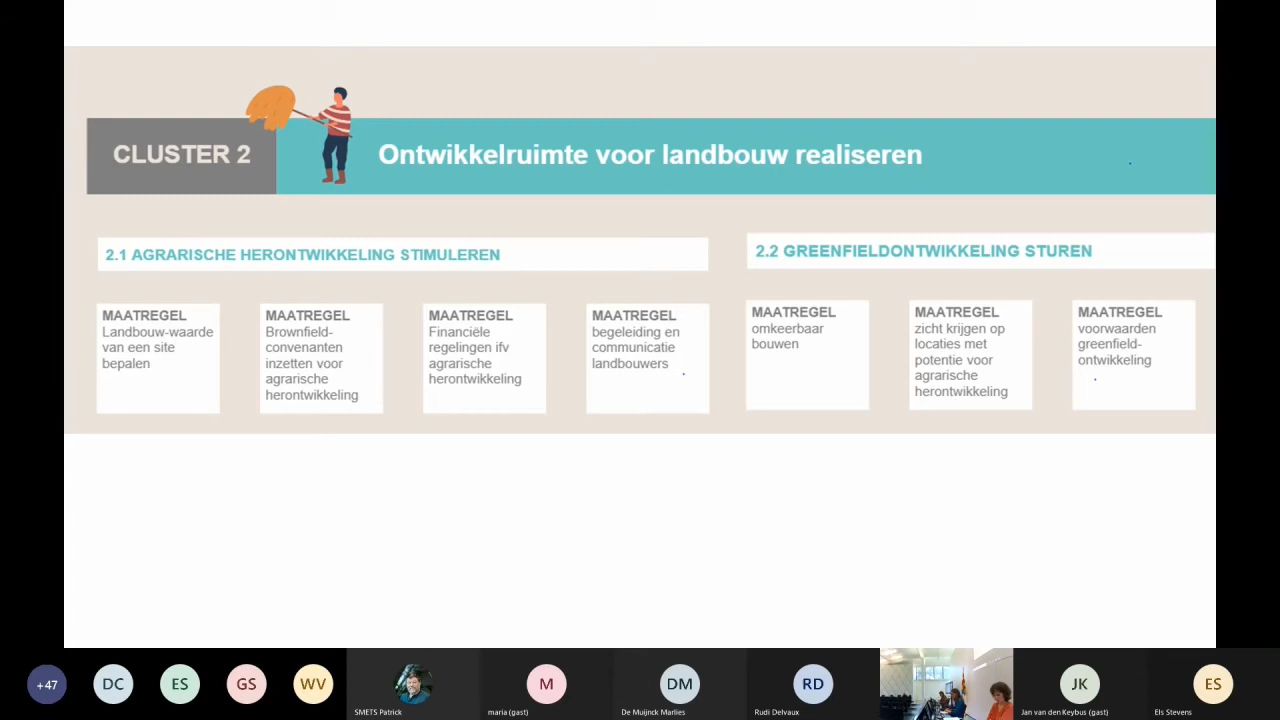 CLUSTER 2
Ontwikkelruimte voor landbouw realiseren
2.1 AGRARISCHE HERONTWIKKELING STIMULEREN
MAATREGEL
Landbouw-waarde
van een site
bepalen
MAATREGEL
Brownfield-
convenanten
inzetten voor
agrarische
herontwikkeling
MAATREGEL
Financiële
regelingen ifv
agrarische
herontwikkeling
MAATREGEL
begeleiding en
communicatie
landbouwers
2.2 GREENFIELDONTWIKKELING STUREN
MAATREGEL
omkeerbaar
bouwen
MAATREGEL
zicht krijgen op
locaties met
potentie voor
agrarische
herontwikkeling
MAATREGEL
voorwaarden
greenfield-
ontwikkeling
+47
DC
ES
GS
WV
SMETS Patrick
M
maria (gast)
DM
De Muijnck Marlies
RD
Rudi Delvaux
JK
Jan van den Keybus (gast)
ES
Els Stevens